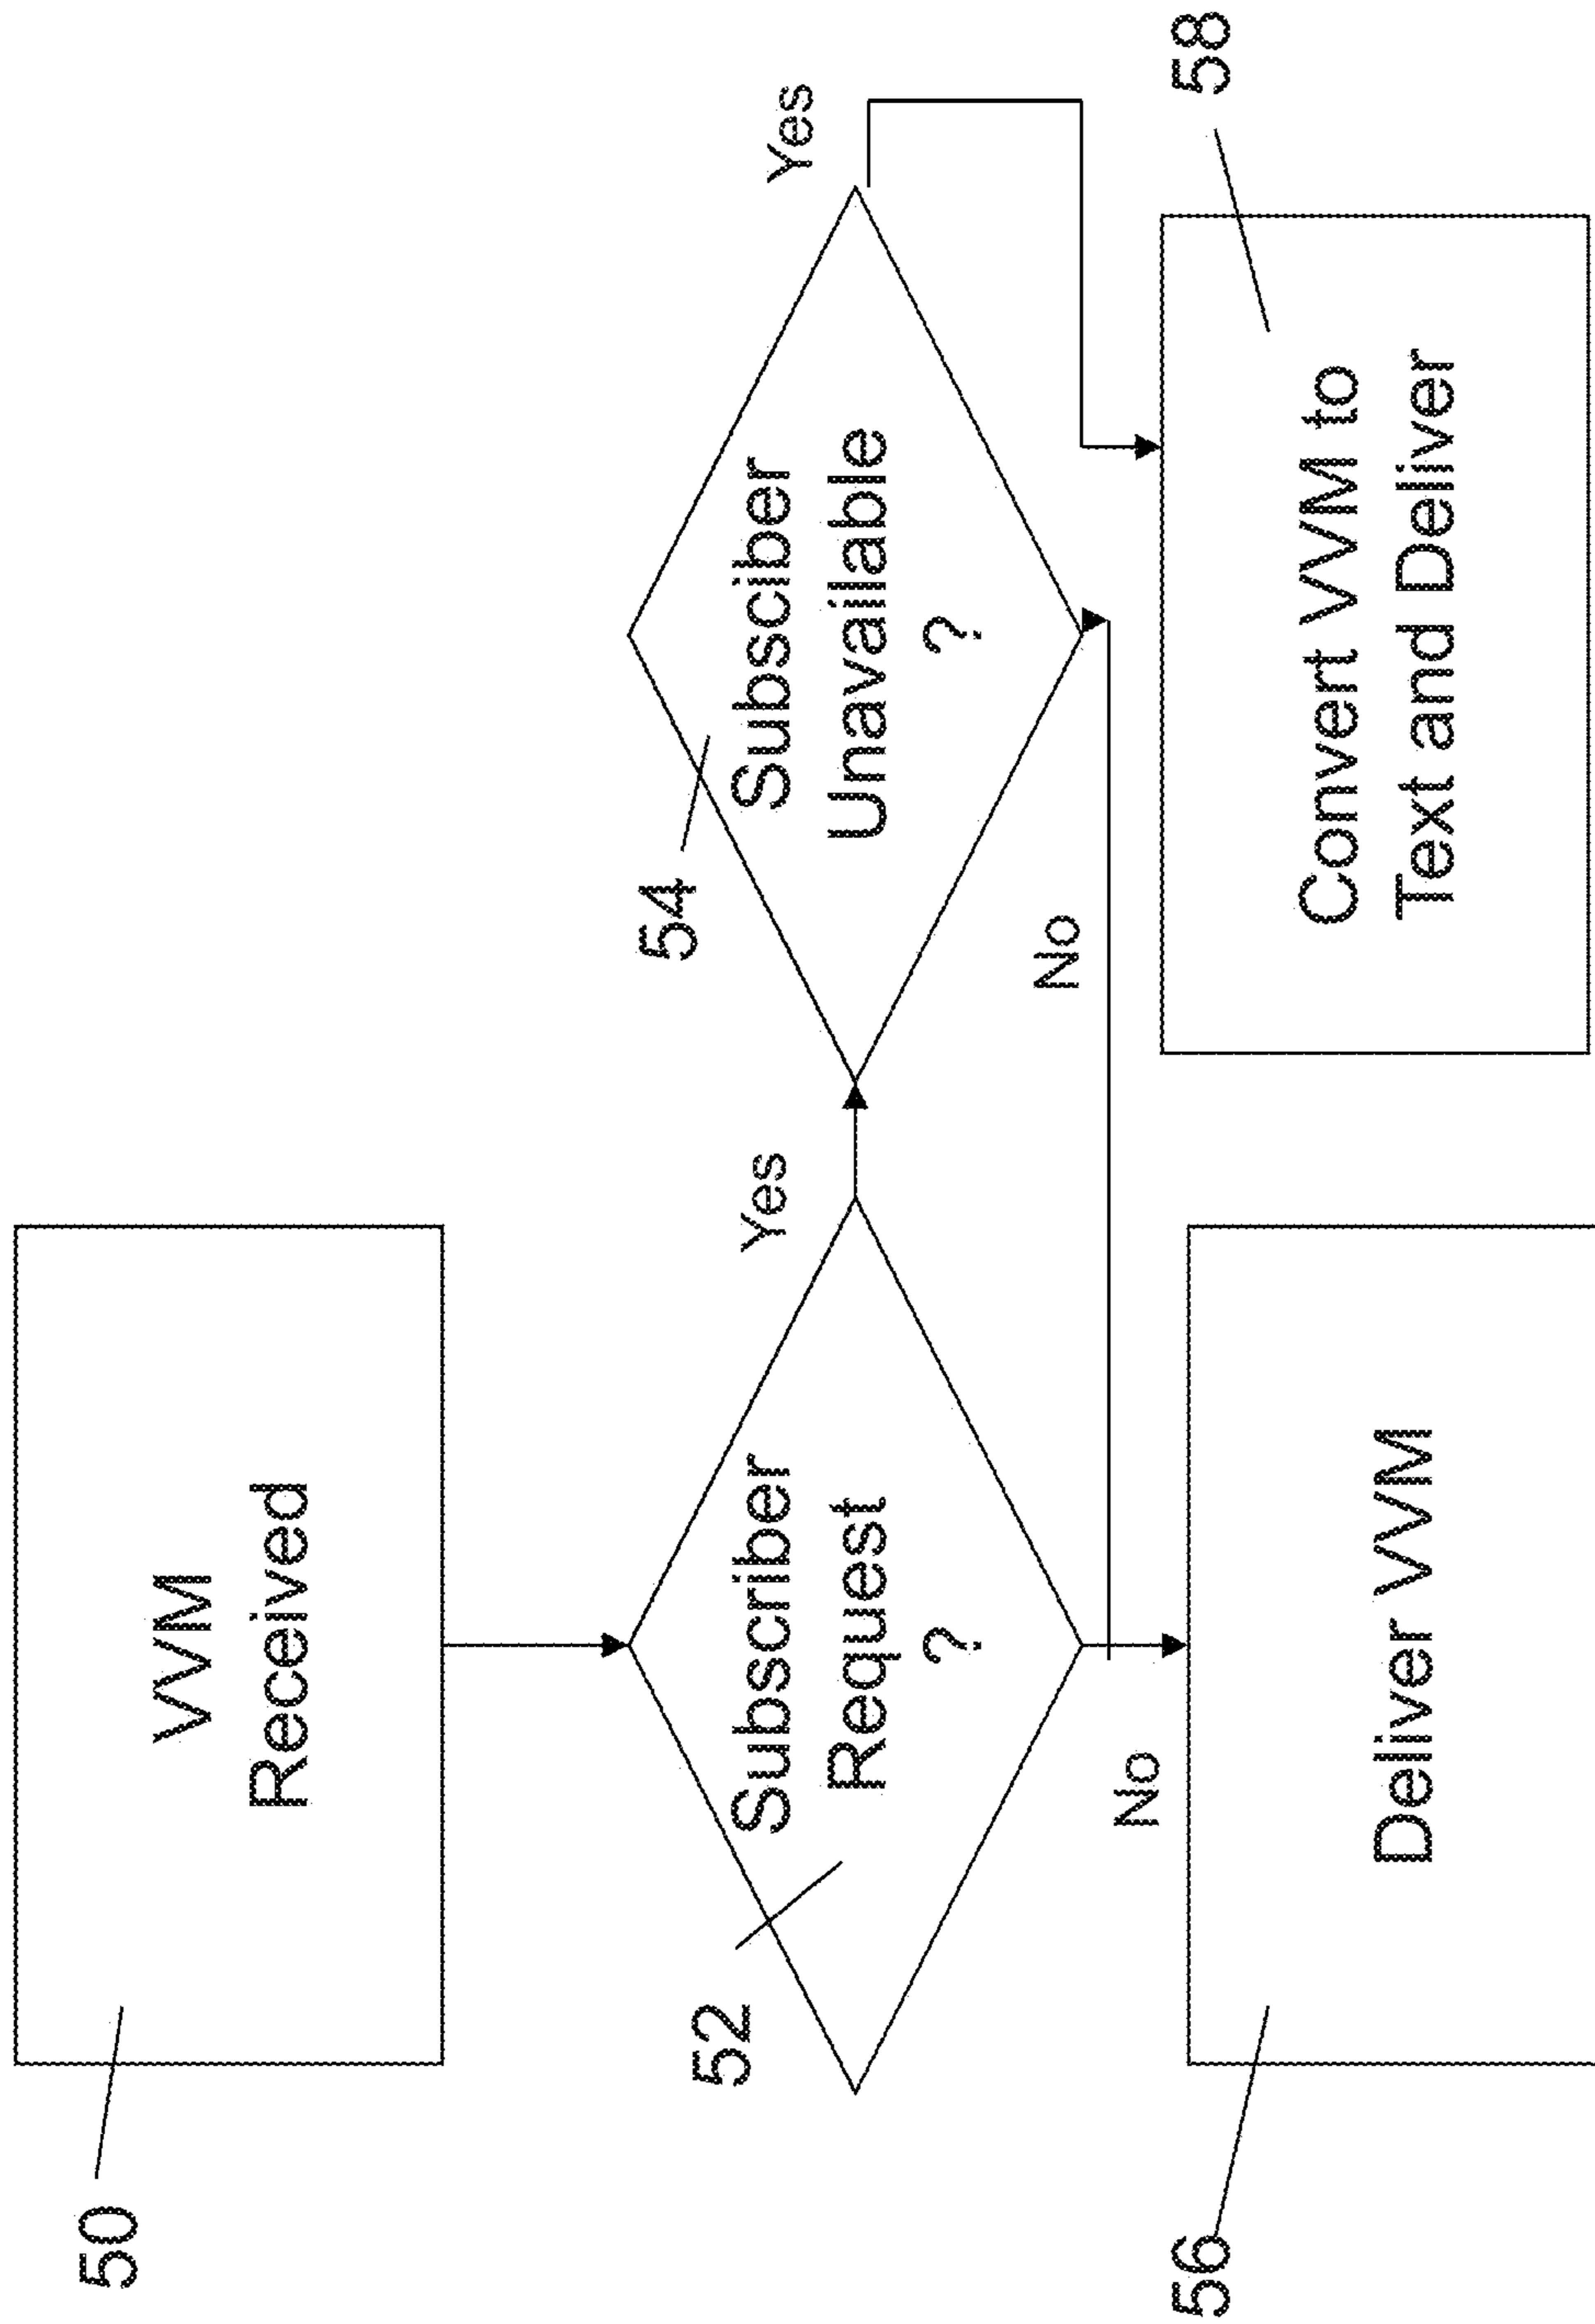 50
VVM
Received
52
Subscriber
Request
?
Yes
54
Subsciber
Unavailable
?
Yes
No
No
56
Deliver VVM
58
Convert VVM to
Text and Deliver